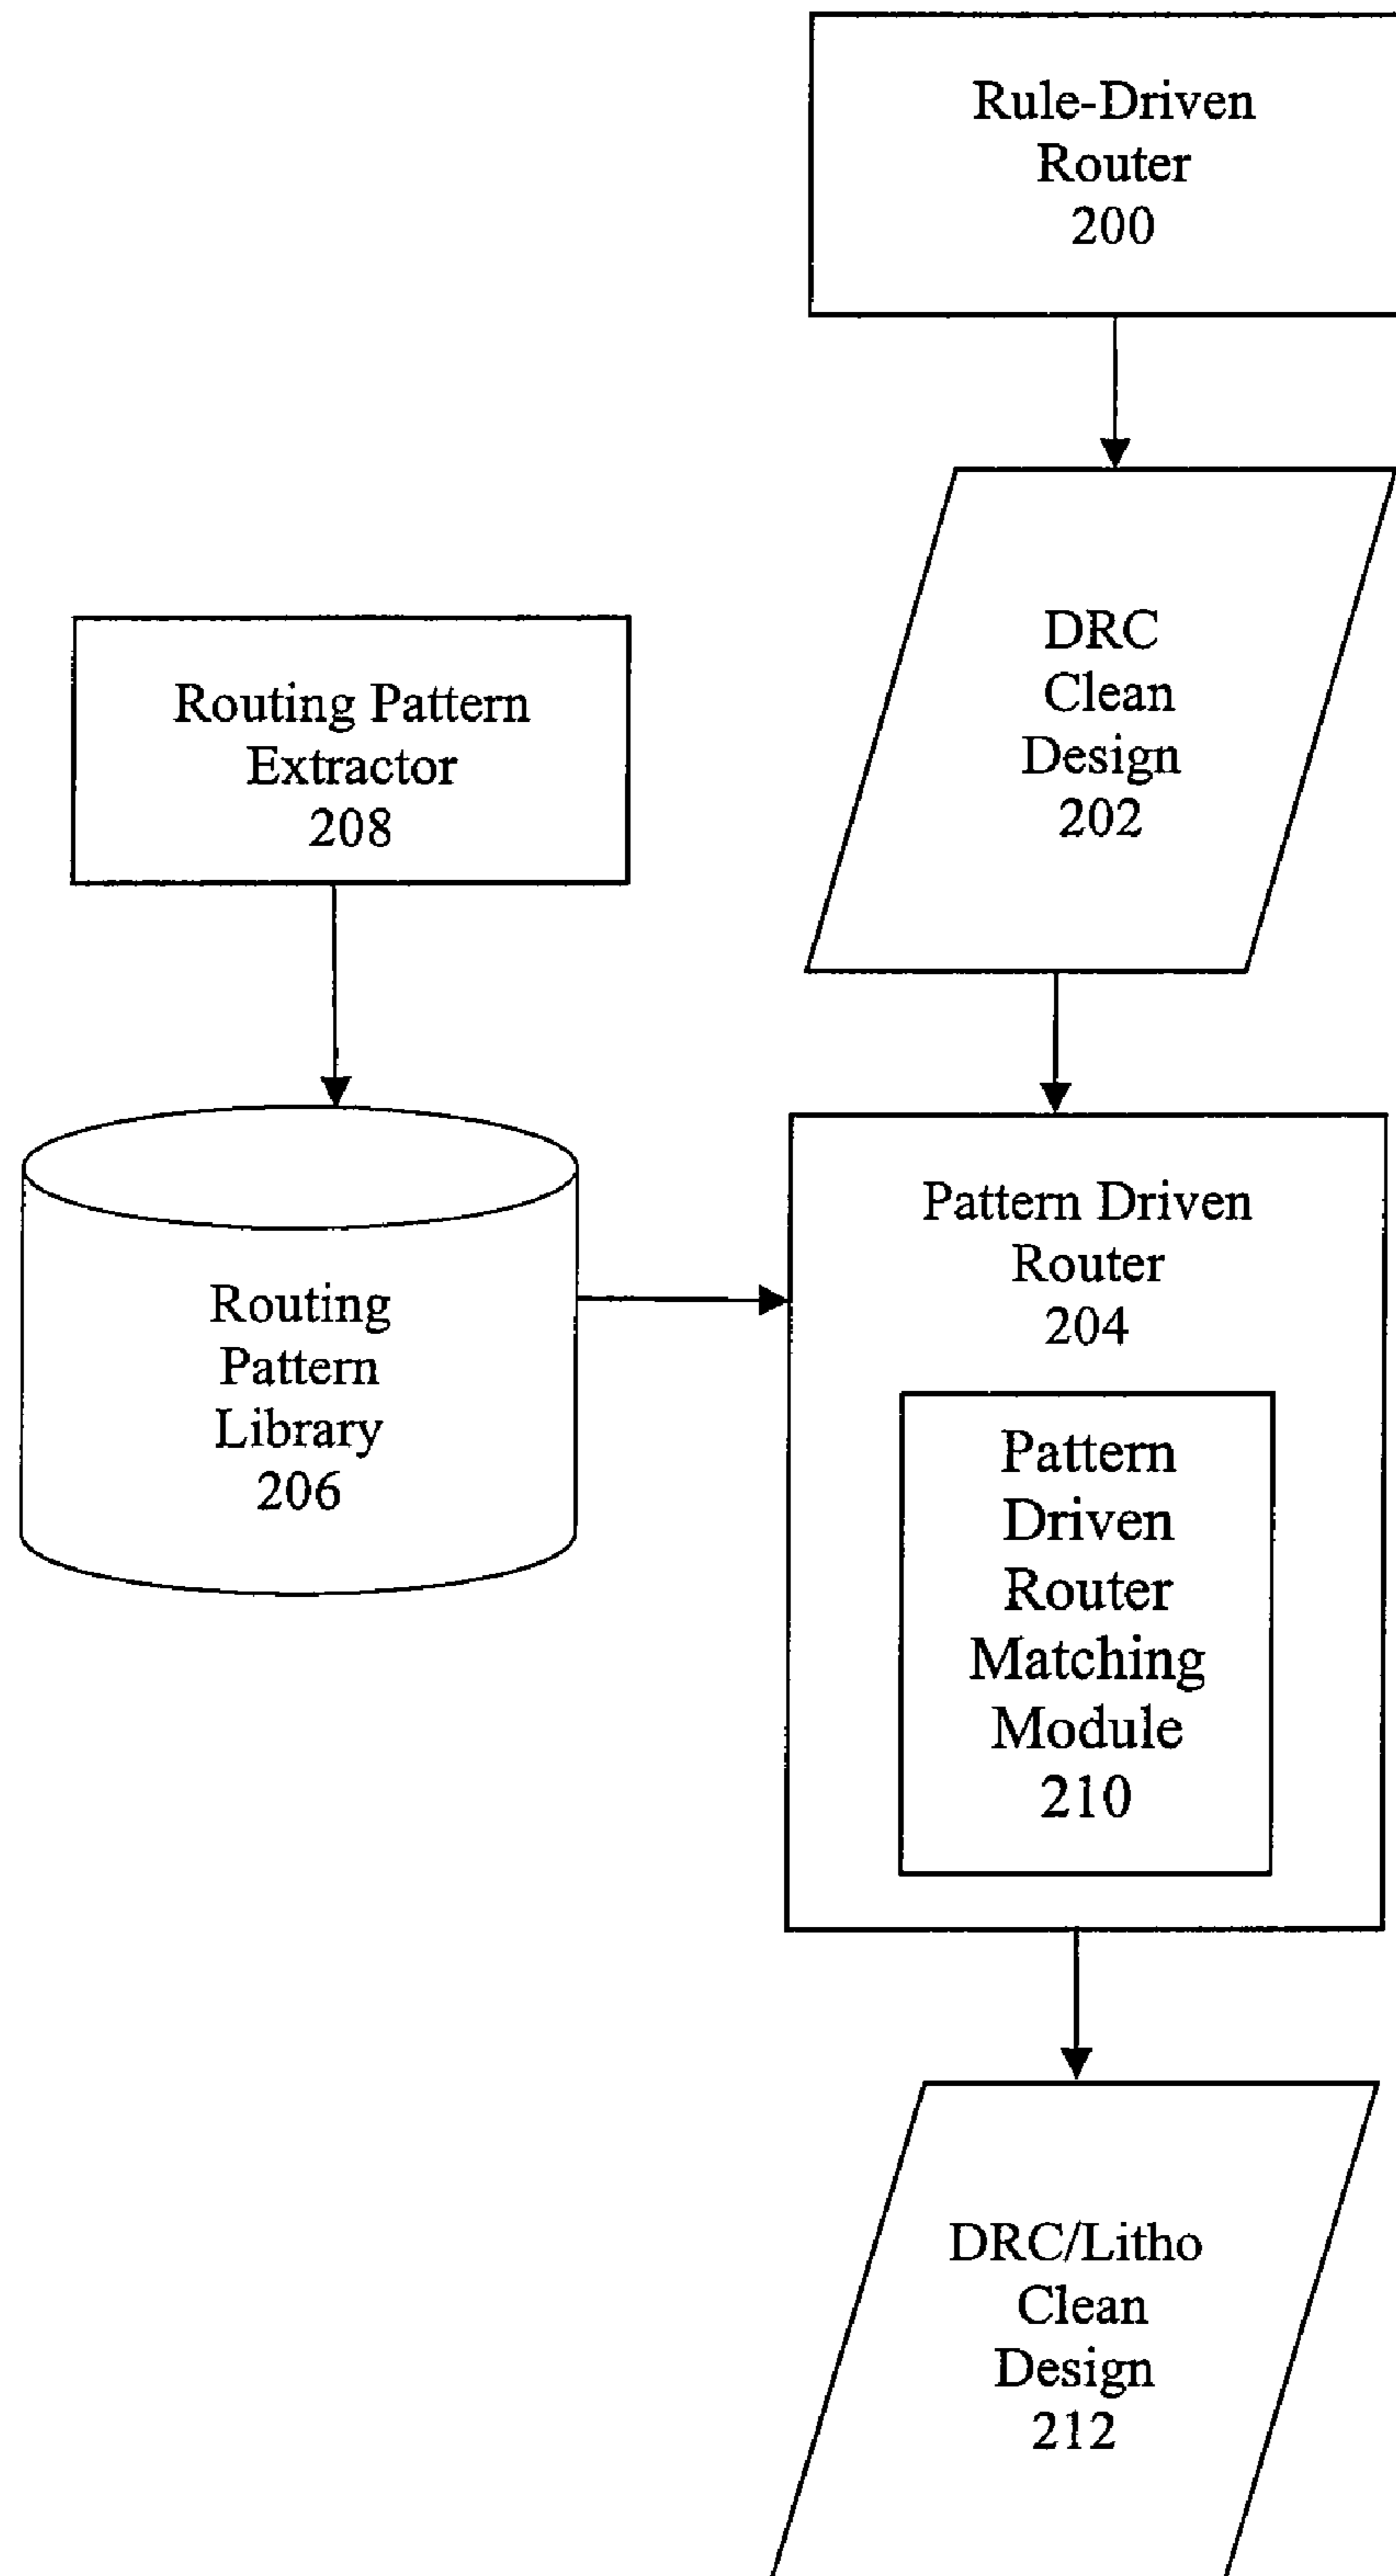 Rule-Driven
Router
200
DRC
Clean
Design
202
Routing Pattern
Extractor
208
Routing
Pattern
Library
206
Pattern Driven
Router
204
Pattern
Driven
Router
Matching
Module
210
DRC/Litho
Clean
Design
212